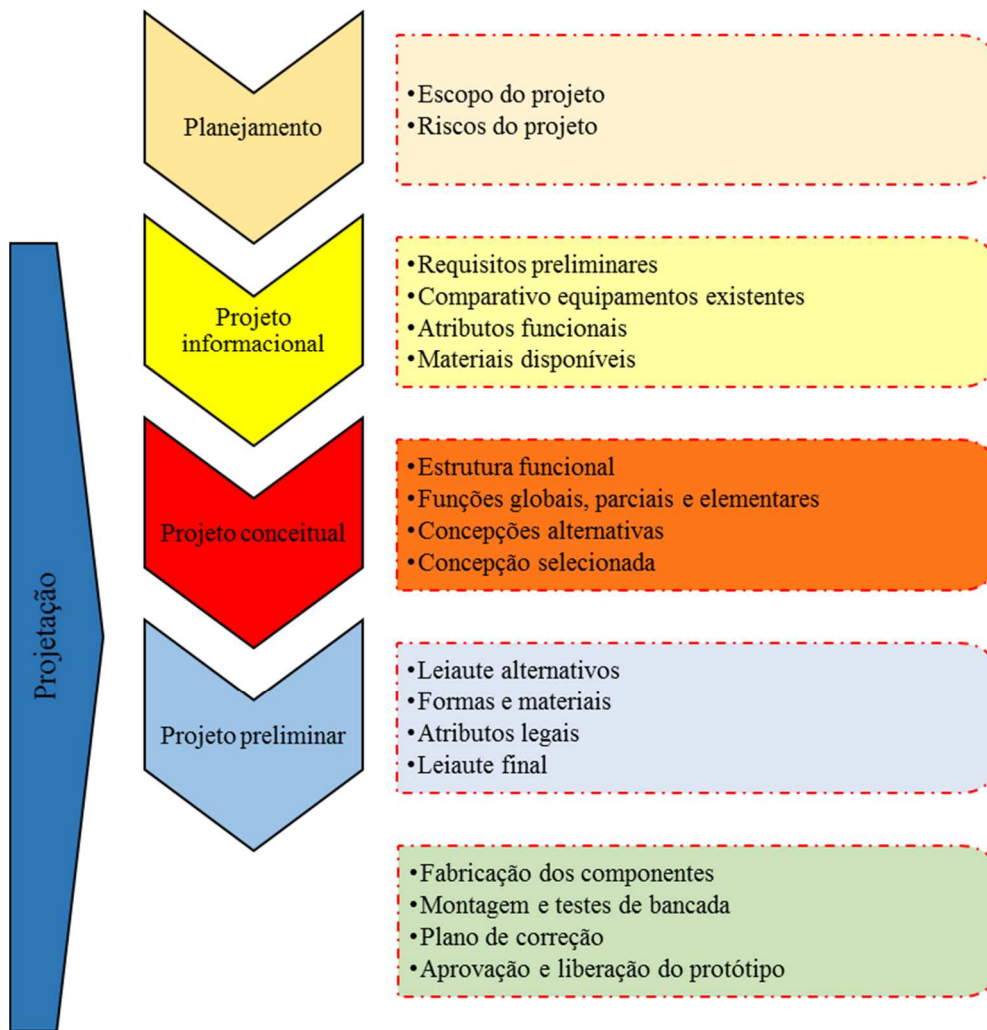 Planejamento
•Escopo do projeto
•Riscos do projeto
Projeto
informacional
•Requisitos preliminares
•Comparativo equipamentos existentes
•Atributos funcionais
•Materiais disponíveis
Projeto conceitual
•Estrutura funcional
•Funções globais, parciais e elementares
•Concepções alternativas
•Concepção selecionada
Projetação
Projeto preliminar
•Leiaute alternativos
•Formas e materiais
•Atributos legais
•Leiaute final
•Fabricação dos componentes
•Montagem e testes de bancada
•Plano de correção
•Aprovação e liberação do protótipo